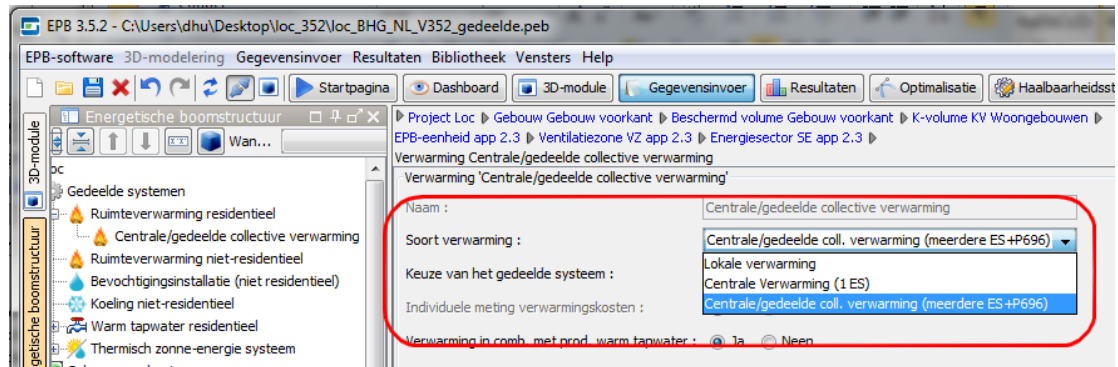 EPB 3.5.2 - C:\Users\dhu\Desktop\loc_352\loc_BHG_NL_V352_gedeelde.peb
EPB-software 3D-modelering Gegevensinvoer Resultaten Bibliotheek Vensters Help
Startpagina Dashboard 3D-module Gegevensinvoer Resultaten Optimalisatie Haalbaarheidsst
3D-module
Energetische boomstructuur
Wan...
oc
Gedeelde systemen
Ruimteverwarming residentieel
Centrale/gedeelde collective verwarming
Ruimteverwarming niet-residentieel
Bevochtigingsinstallatie (niet residentieel)
Koeling niet-residentieel
Warm tapwater residentieel
Thermisch zonne-energie systeem
getische boomstructuur
Project Loc Gebouw Gebouw voorkant Beschermd volume Gebouw voorkant K-volume KV Woongebouwen
EPB-eenheid app 2.3 Ventilatiezone VZ app 2.3 Energiesector SE app 2.3
Verwarming Centrale/gedeelde collective verwarming
Verwarming 'Centrale/gedeelde collective verwarming'
Naam : Centrale/gedeelde collective verwarming
Soort verwarming : Centrale/gedeelde coll. verwarming (meerdere ES+P696)
Lokale verwarming
Centrale Verwarming (1 ES)
Centrale/gedeelde coll. verwarming (meerdere ES+P696)
Keuze van het gedeelde systeem :
Individuele meting verwarmingskosten :
Verwarming in comb. met prod. warm tapwater : Ja Neen